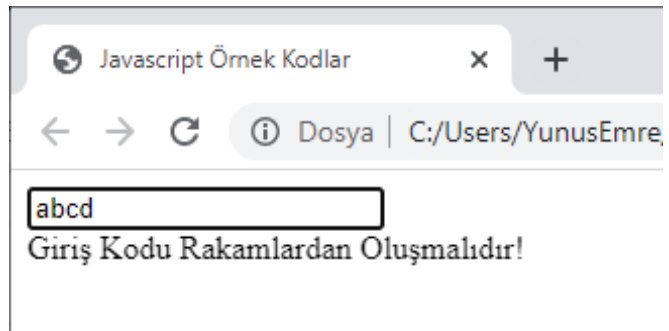 Javascript Örnek Kodlar
Dosya | C:/Users/YunusEmre/
abcd
Giriş Kodu Rakamlardan Oluşmalıdır!